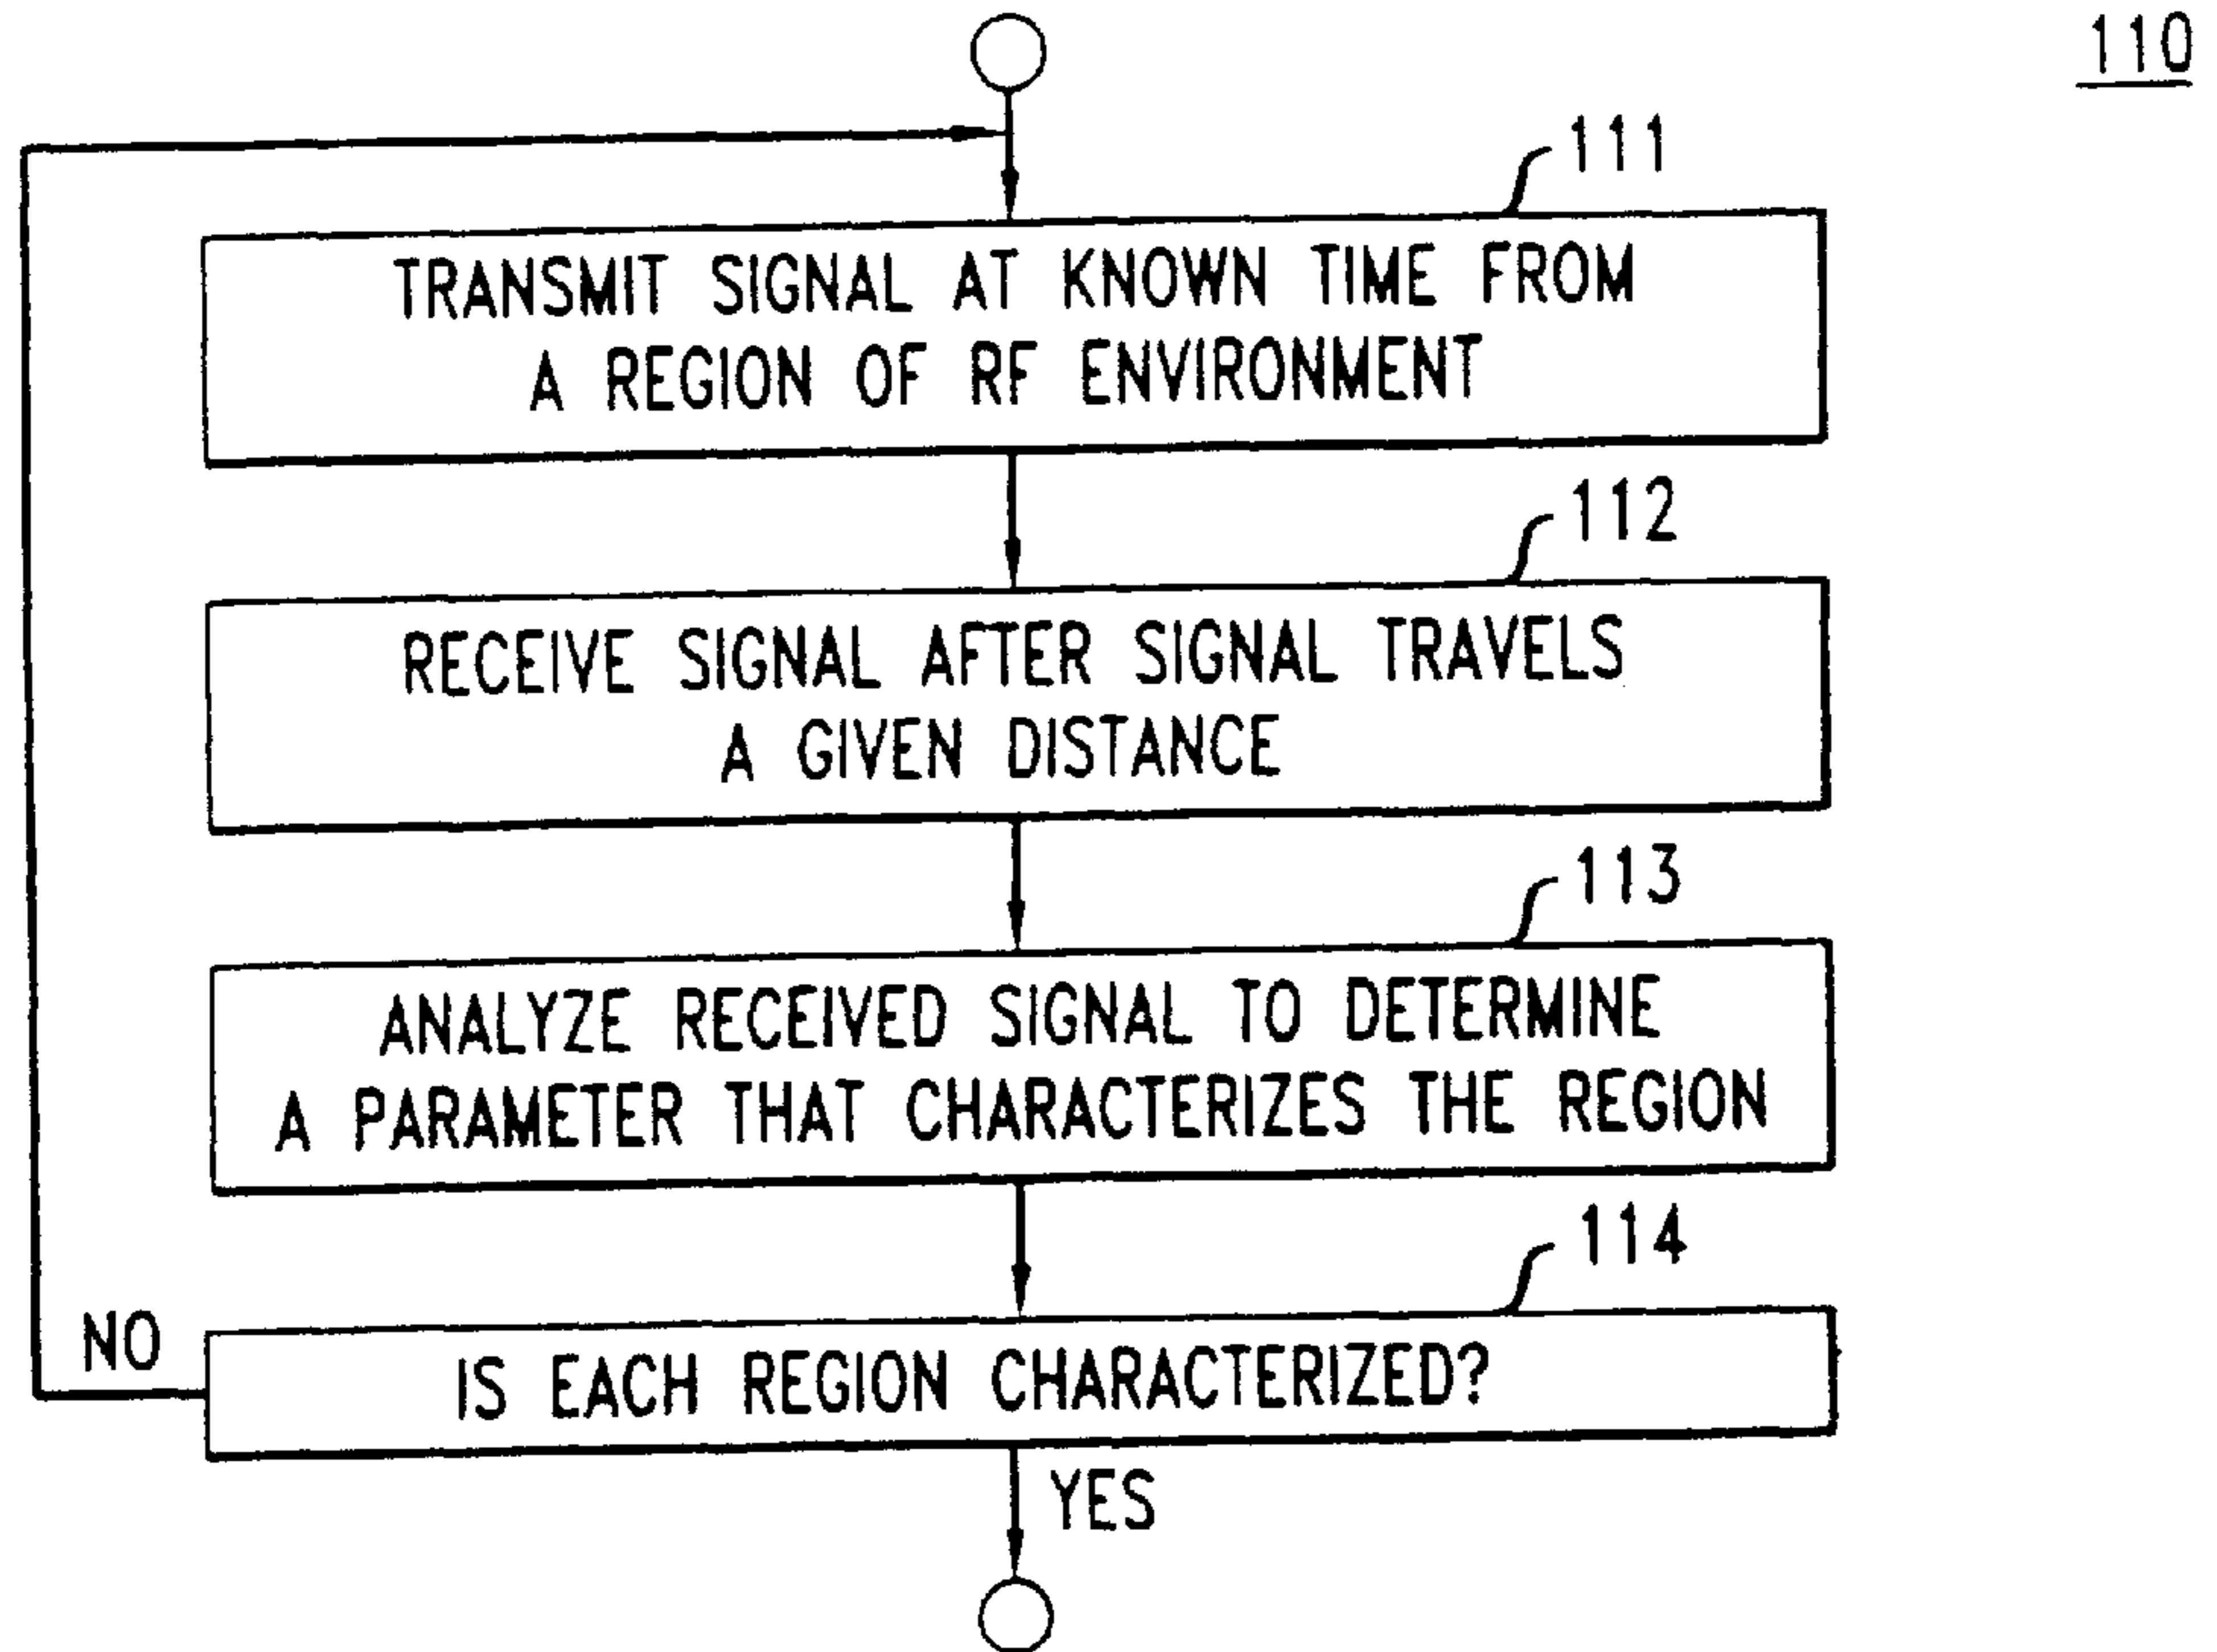 110
111
TRANSMIT SIGNAL AT KNOWN TIME FROM
A REGION OF RF ENVIRONMENT
112
RECEIVE SIGNAL AFTER SIGNAL TRAVELS
A GIVEN DISTANCE
113
ANALYZE RECEIVED SIGNAL TO DETERMINE
A PARAMETER THAT CHARACTERIZES THE REGION
114
NO
IS EACH REGION CHARACTERIZED?
YES